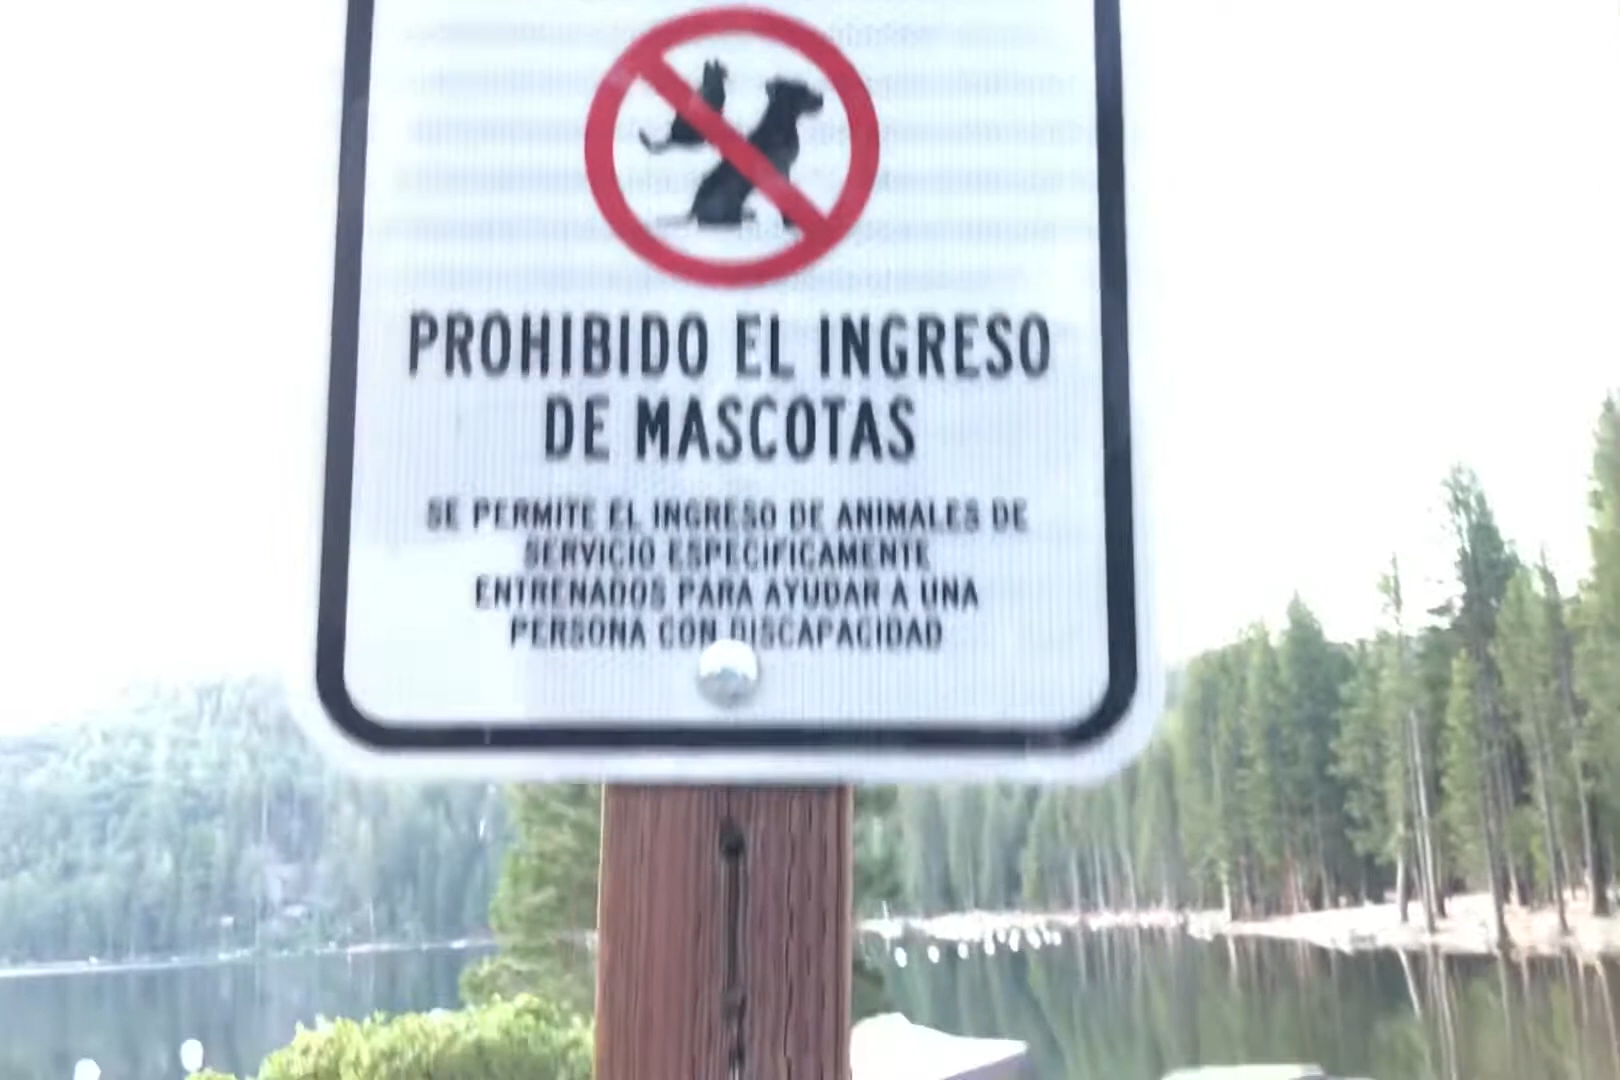 PROHIBIDO EL INGRESO
DE MASCOTAS
SE PERMITE EL INGRESO DE ANIMALES DE
SERVICIO ESPECIFICAMENTE
ENTRENADOS PARA AYUDAR A UNA
PERSONA CON DISCAPACIDAD